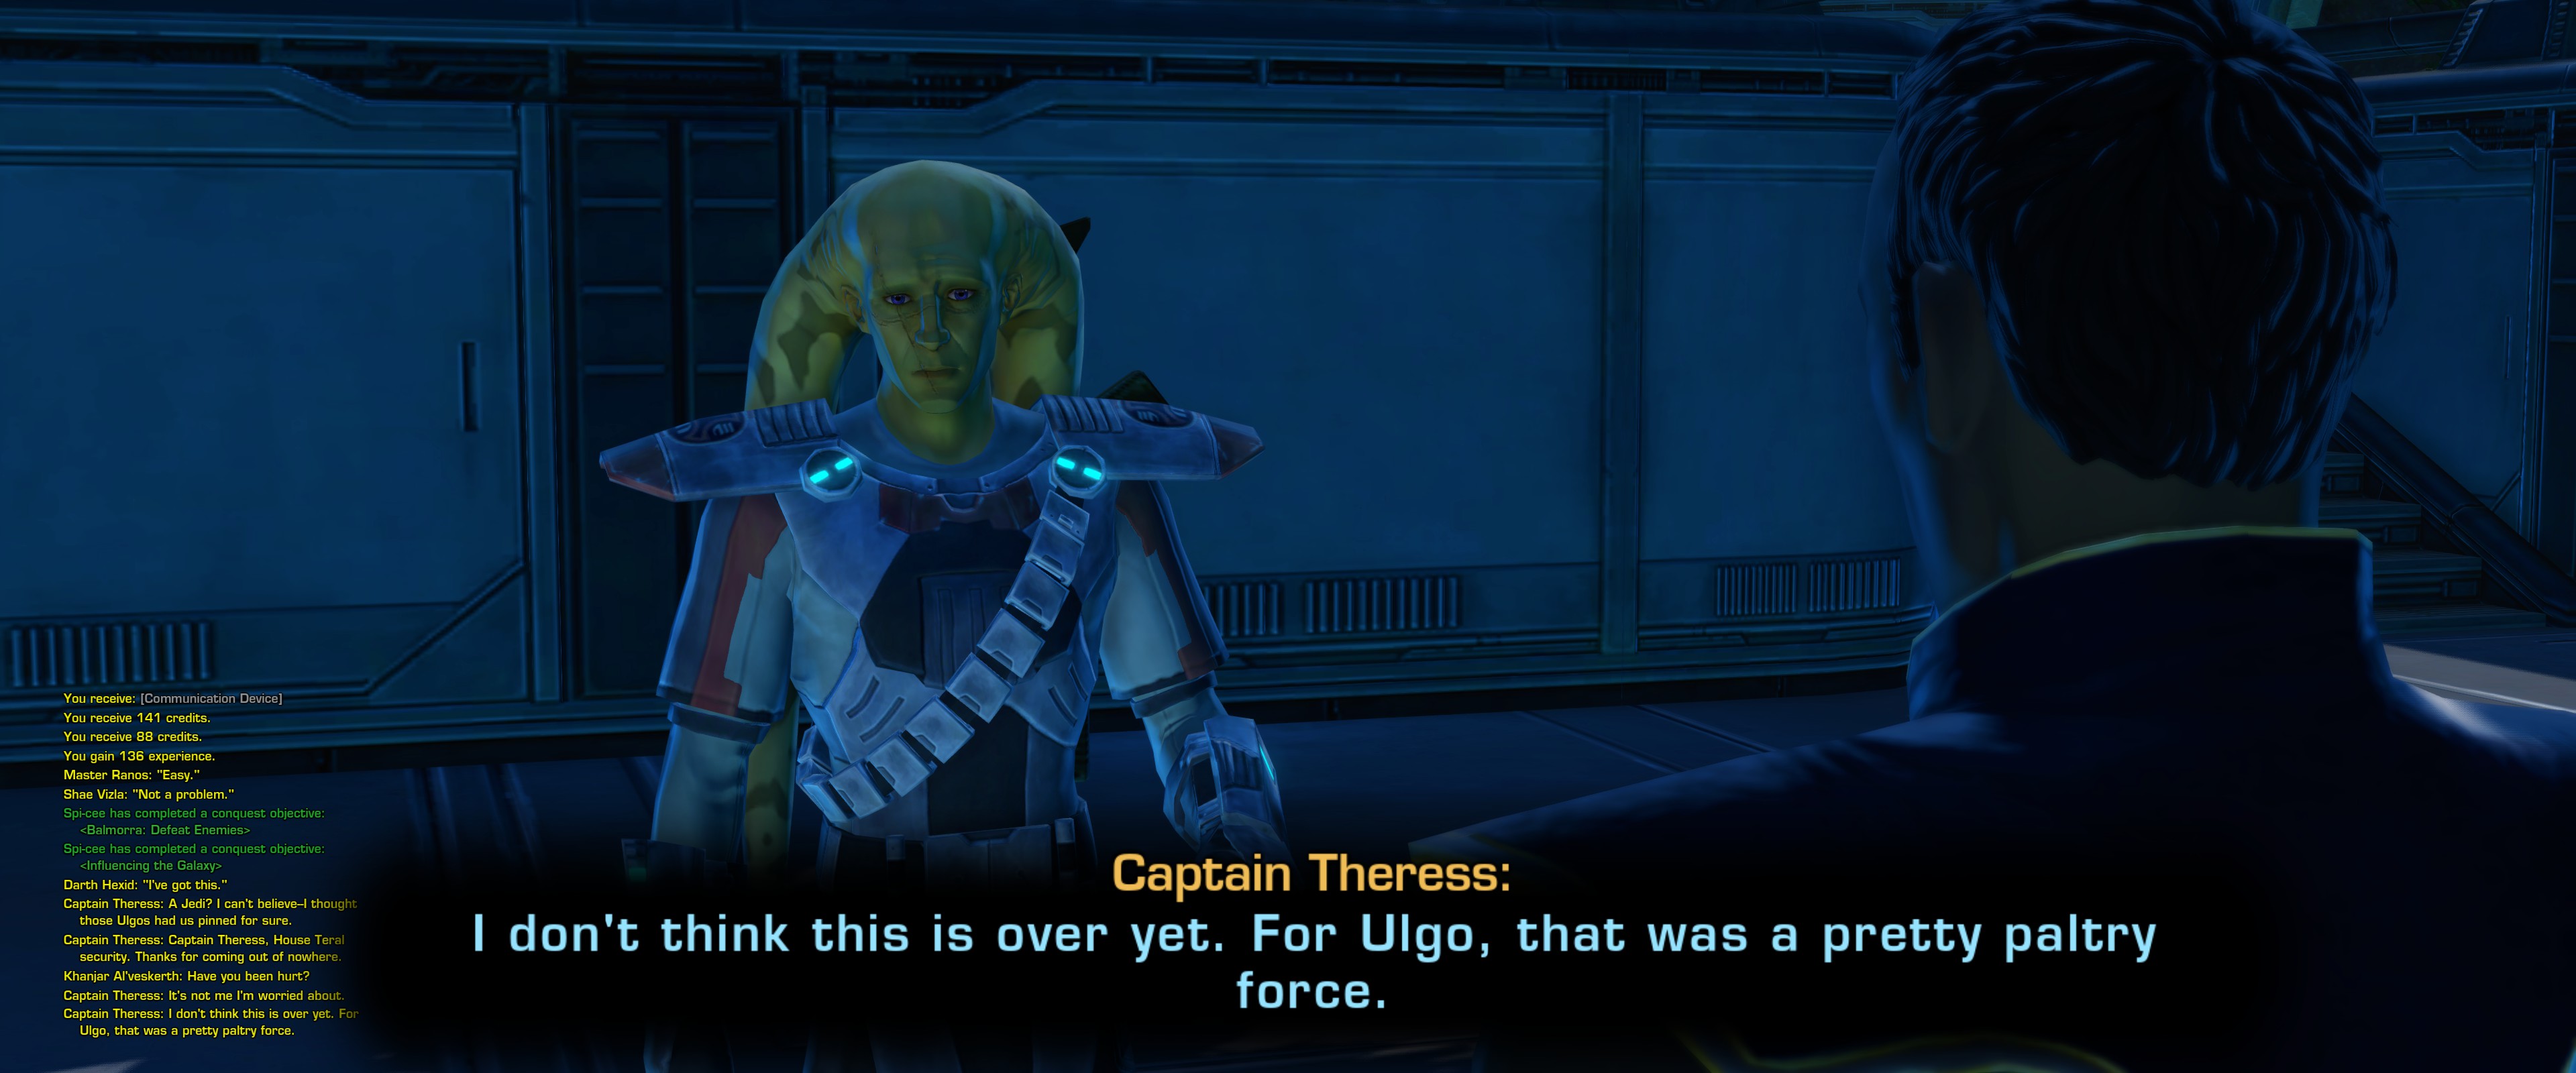 You receive: [Communication Device]
You receive 141 credits.
You receive 88 credits.
You gain 136 experience.
Master Ranos: "Easy."
Shae Vizla: "Not a problem."
Spi-cee has completed a conquest objective:
<Balmorra: Defeat Enemies>
Spi-cee has completed a conquest objective:
<Influencing the Galaxy>
Darth Hexid: "I've got this."
Captain Theress: A Jedi? I can't believe–I thought
those Ulgos had us pinned for sure.
Captain Theress: Captain Theress, House Teral
security. Thanks for coming out of nowhere.
Khanjar Al'veskerth: Have you been hurt?
Captain Theress: It's not me I'm worried about.
Captain Theress: I don't think this is over yet. For
Ulgo, that was a pretty paltry force.
Captain Theress:
I don't think this is over yet. For Ulgo, that was a pretty paltry
force.